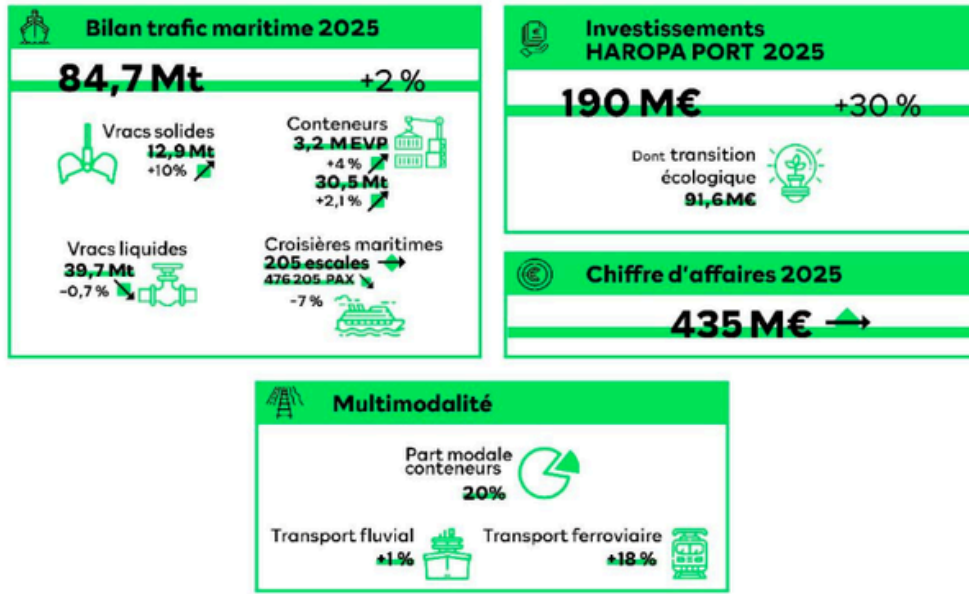 Bilan trafic maritime 2025
84,7 Mt +2 %
Vracs solides
12,9 Mt
+10%
Conteneurs
3,2 M EVP
+4 %
30,5 Mt
+2,1 %
Vracs liquides
39,7 Mt
-0,7 %
Croisières maritimes
205 escales
476 205 PAX
-7 %
Investissements
HAROPA PORT 2025
190 M€ +30 %
Dont transition
écologique
91,6 M€
Chiffre d'affaires 2025
435 M€
Multimodalité
Part modale
conteneurs
20%
Transport fluvial
+1 %
Transport ferroviaire
+18 %